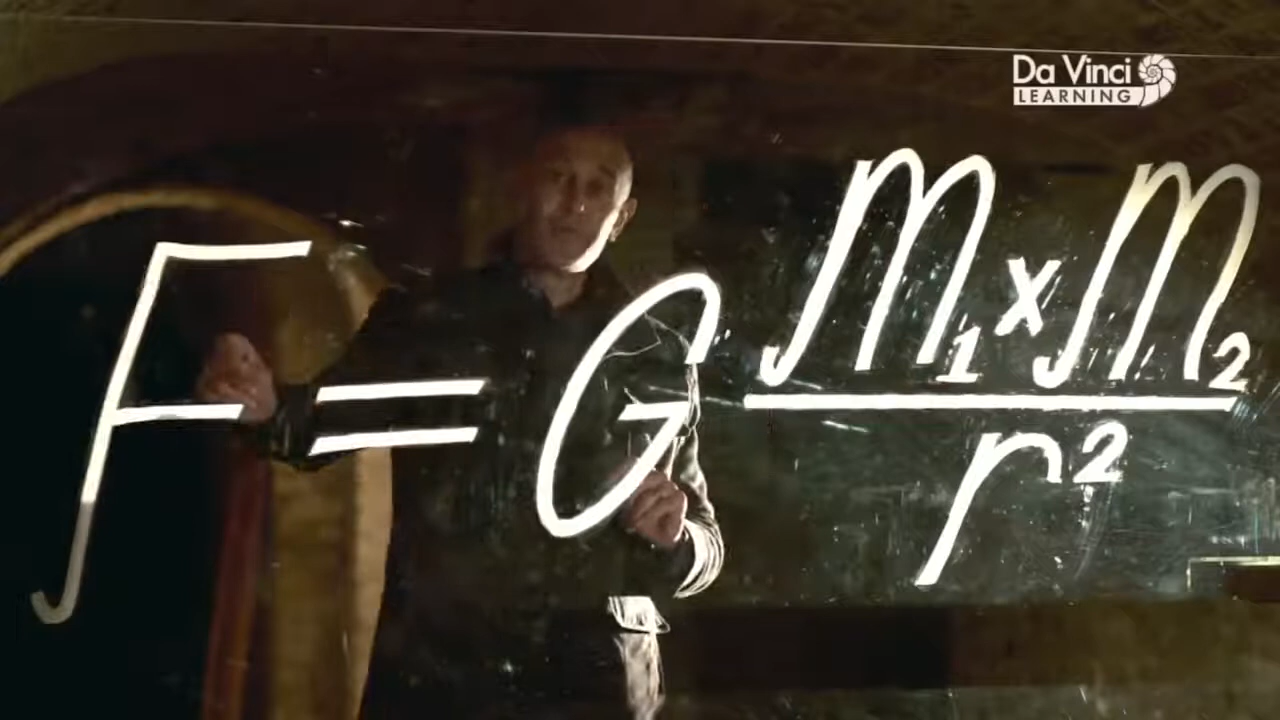 Da Vinci
LEARNING
F = G m₁ x m₂ / r²